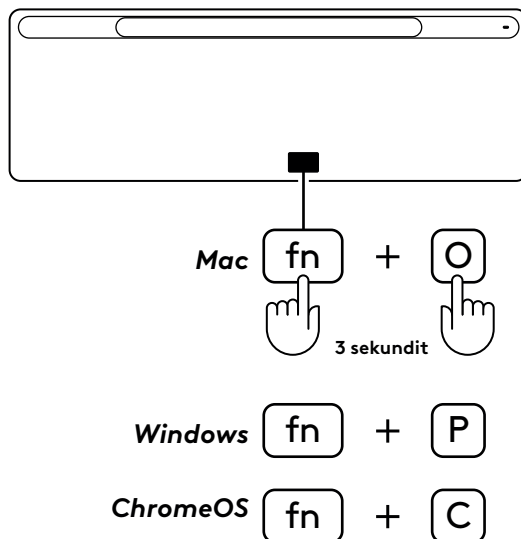 Mac fn + O
3 sekundit
Windows fn + P
ChromeOS fn + C